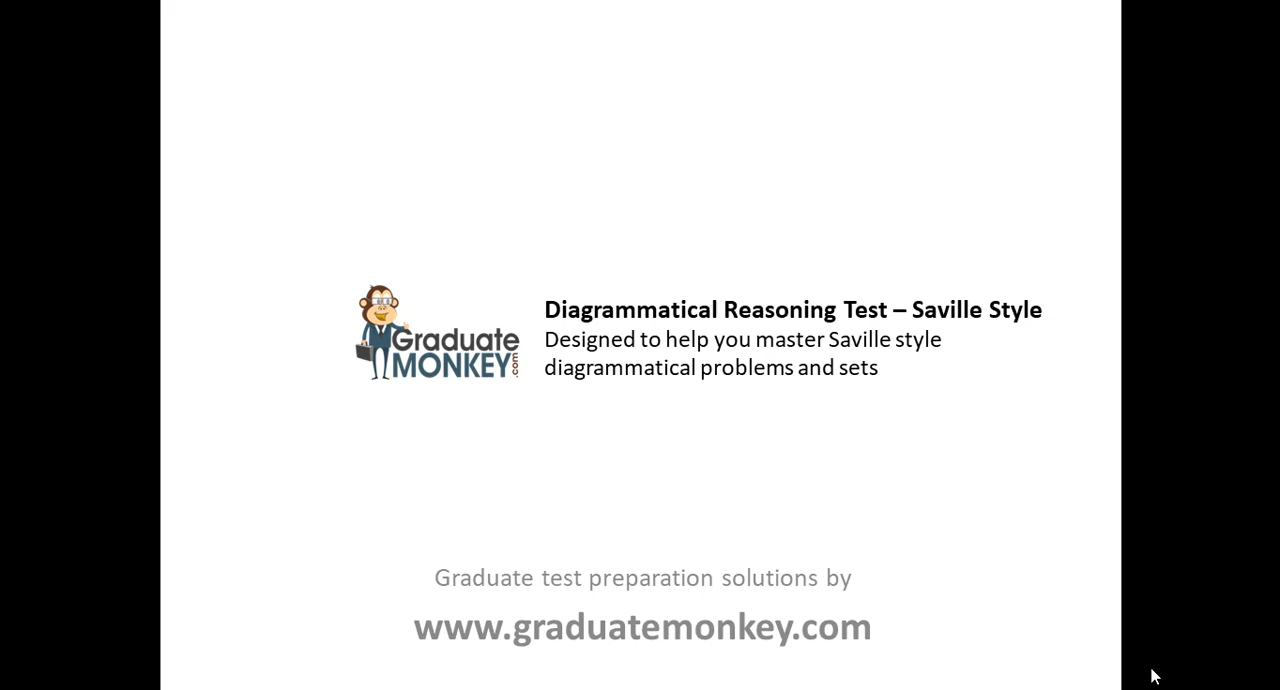 Graduate
MONKEY.com
Diagrammatical Reasoning Test – Saville Style
Designed to help you master Saville style
diagrammatical problems and sets
Graduate test preparation solutions by
www.graduatemonkey.com